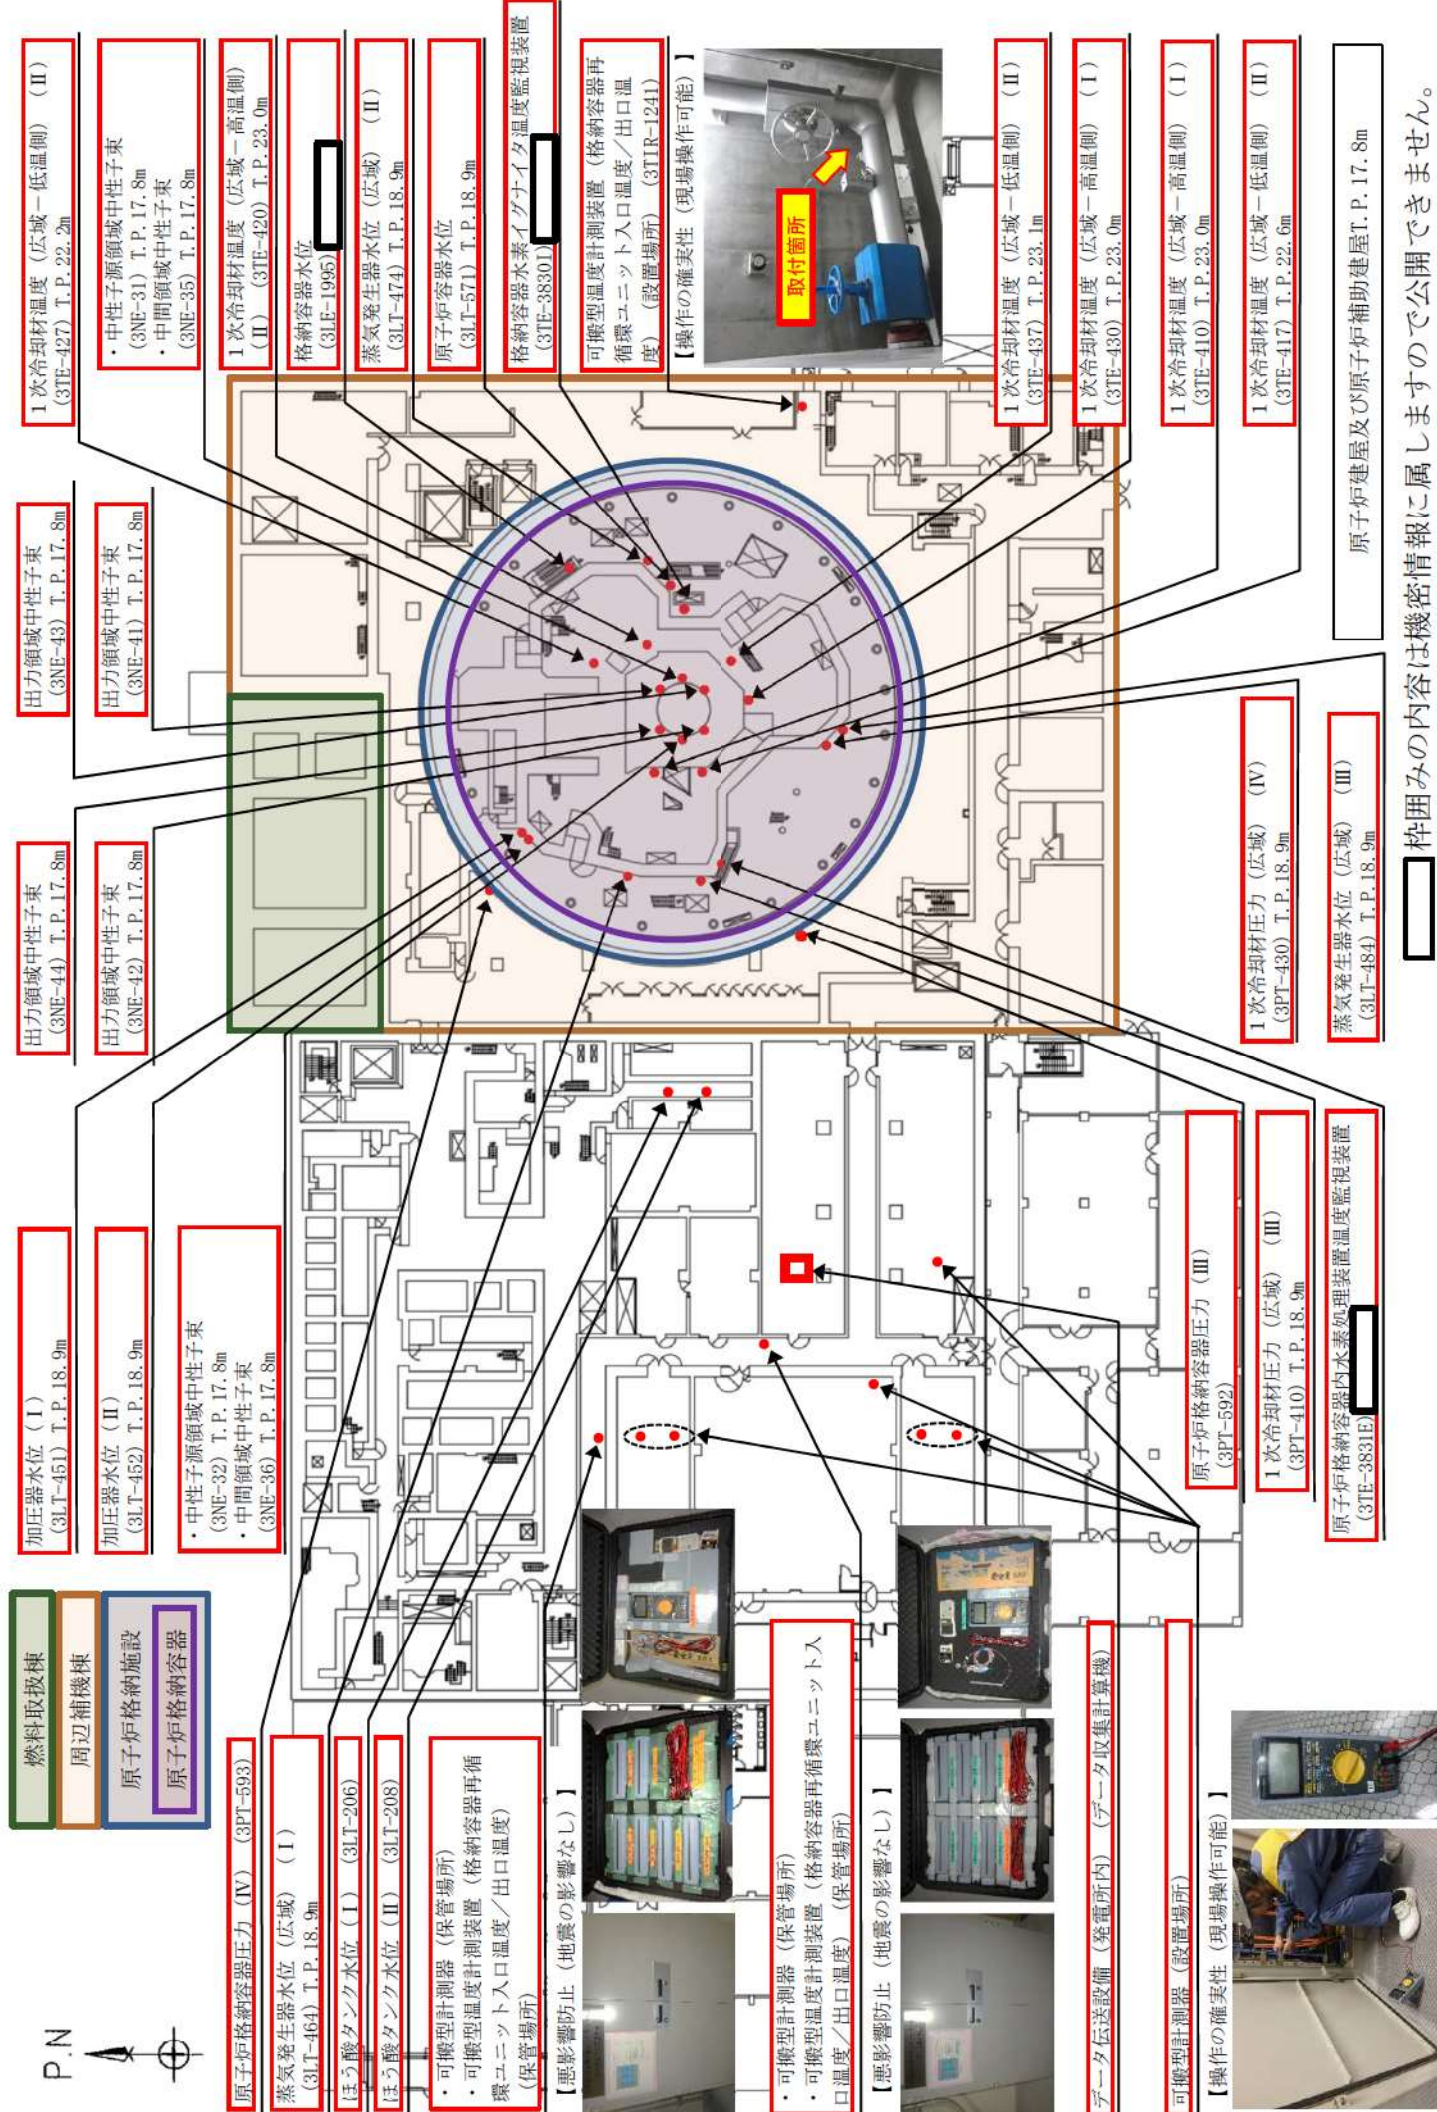 P.N
燃料取扱棟
周辺補機棟
原子炉格納施設
原子炉格納容器
加圧器水位（Ⅰ）
(3LT-451) T.P.18.9m
加圧器水位（Ⅱ）
(3LT-452) T.P.18.9m
・中性子源領域中性子束
(3NE-32) T.P.17.8m
・中間領域中性子束
(3NE-36) T.P.17.8m
出力領域中性子束
(3NE-44) T.P.17.8m
出力領域中性子束
(3NE-42) T.P.17.8m
出力領域中性子束
(3NE-43) T.P.17.8m
出力領域中性子束
(3NE-41) T.P.17.8m
1次冷却材温度（広域－低温側）（Ⅱ）
(3TE-427) T.P.22.2m
・中性子源領域中性子束
(3NE-31) T.P.17.8m
・中間領域中性子束
(3NE-35) T.P.17.8m
1次冷却材温度（広域－高温側）
（Ⅱ）(3TE-420) T.P.23.0m
格納容器水位
(3LE-1995)
蒸気発生器水位（広域）（Ⅱ）
(3LT-474) T.P.18.9m
原子炉容器水位
(3LT-571) T.P.18.9m
格納容器水素イグナイタ温度監視装置
(3TE-3830I)
可搬型温度計測装置（格納容器再
循環ユニット入口温度／出口温
度）（設置場所）(3TIR-1241)
【操作の確実性（現場操作可能）】
取付箇所
1次冷却材温度（広域－低温側）（Ⅱ）
(3TE-437) T.P.23.1m
1次冷却材温度（広域－高温側）（Ⅰ）
(3TE-430) T.P.23.0m
1次冷却材温度（広域－高温側）（Ⅰ）
(3TE-410) T.P.23.0m
1次冷却材温度（広域－低温側）（Ⅱ）
(3TE-417) T.P.22.6m
原子炉格納容器圧力（Ⅳ）(3PT-593)
蒸気発生器水位（広域）（Ⅰ）
(3LT-464) T.P.18.9m
ほう酸タンク水位（Ⅰ）(3LT-206)
ほう酸タンク水位（Ⅱ）(3LT-208)
・可搬型計測器（保管場所）
・可搬型温度計測装置（格納容器再循
環ユニット入口温度／出口温度）
（保管場所）
【悪影響防止（地震の影響なし）】
・可搬型計測器（保管場所）
・可搬型温度計測装置（格納容器再循環ユニット入
口温度／出口温度）（保管場所）
【悪影響防止（地震の影響なし）】
データ伝送設備（発電所内）（データ収集計算機）
可搬型計測器（設置場所）
【操作の確実性（現場操作可能）】
原子炉格納容器圧力（Ⅲ）
(3PT-592)
1次冷却材圧力（広域）（Ⅲ）
(3PT-410) T.P.18.9m
原子炉格納容器内水素処理装置温度監視装置
(3TE-3831E)
1次冷却材圧力（広域）（Ⅳ）
(3PT-430) T.P.18.9m
蒸気発生器水位（広域）（Ⅲ）
(3LT-484) T.P.18.9m
原子炉建屋及び原子炉補助建屋T.P.17.8m
枠囲みの内容は機密情報に属しますので公開できません。